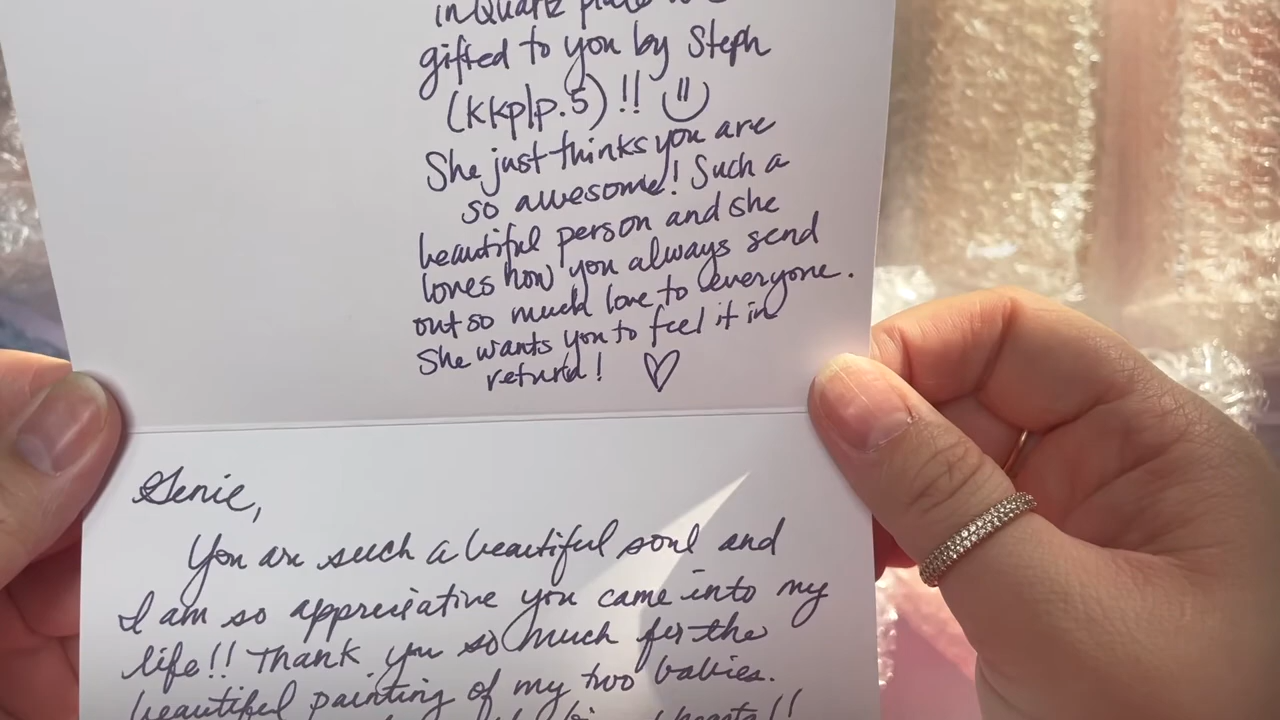 in Quartz
gifted to you by Steph
(KKplp.5)!! 
She just thinks you are
so awesome! Such a
beautiful person and she
loves how you always send
out so much love to everyone.
She wants you to feel it in
return! ♡
Genie,
You are such a beautiful soul and
I am so appreciative you came into my
life!! Thank you so much for the
beautiful painting of my two babies.